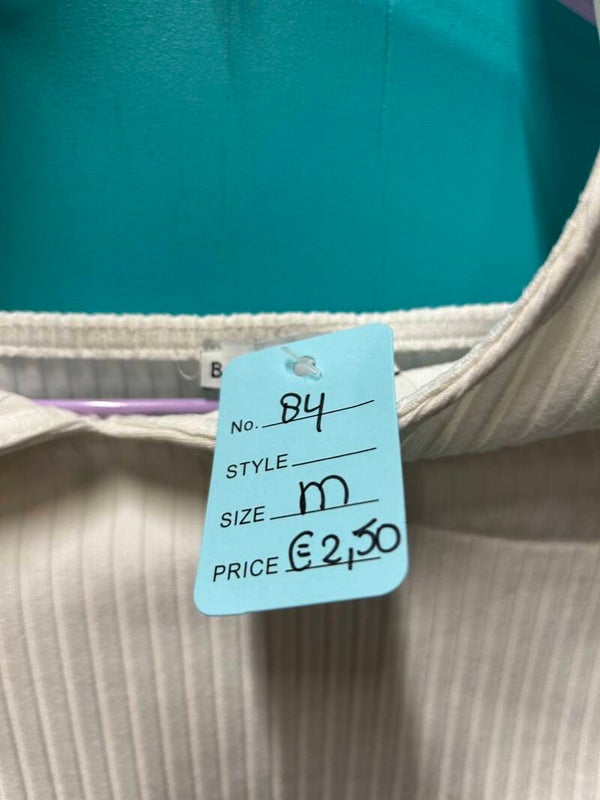 B
No. 84
STYLE
SIZE m
PRICE €2,50